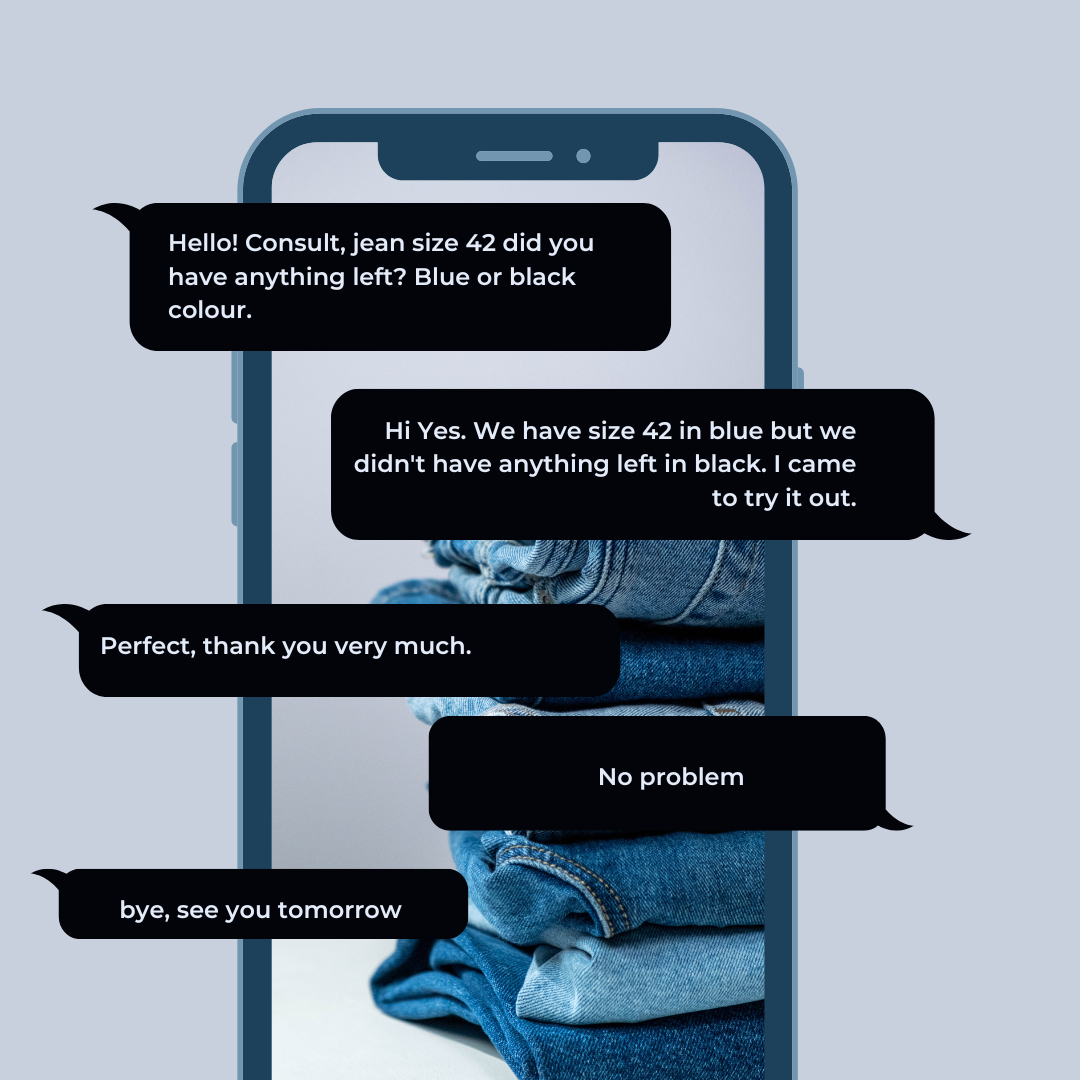 Hello! Consult, jean size 42 did you
have anything left? Blue or black
colour.
Hi Yes. We have size 42 in blue but we
didn't have anything left in black. I came
to try it out.
Perfect, thank you very much.
No problem
bye, see you tomorrow